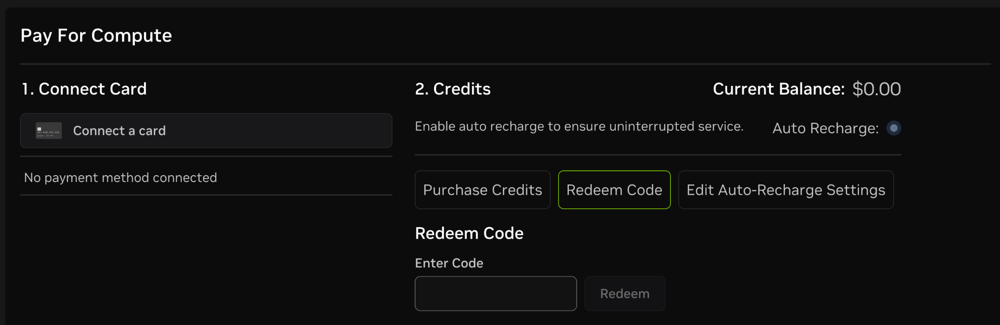 Pay For Compute
1. Connect Card
Connect a card
No payment method connected
2. Credits
Current Balance: $0.00
Enable auto recharge to ensure uninterrupted service.
Auto Recharge:
Purchase Credits
Redeem Code
Edit Auto-Recharge Settings
Redeem Code
Enter Code
Redeem